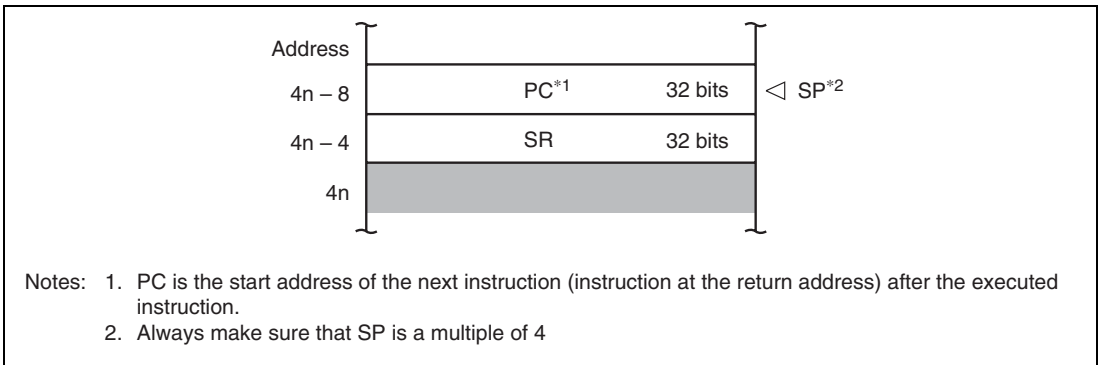 Address
4n – 8 PC*1 32 bits ◁ SP*2
4n – 4 SR 32 bits
4n
Notes: 1. PC is the start address of the next instruction (instruction at the return address) after the executed
instruction.
2. Always make sure that SP is a multiple of 4